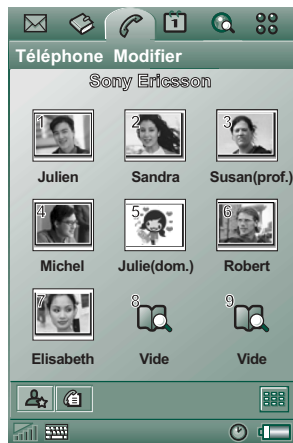 1
Téléphone Modifier
Sony Ericsson
1 2 3
Julien Sandra Susan(prof.)
4 5 6
Michel Julie(dom.) Robert
7 8 9
Elisabeth Vide Vide